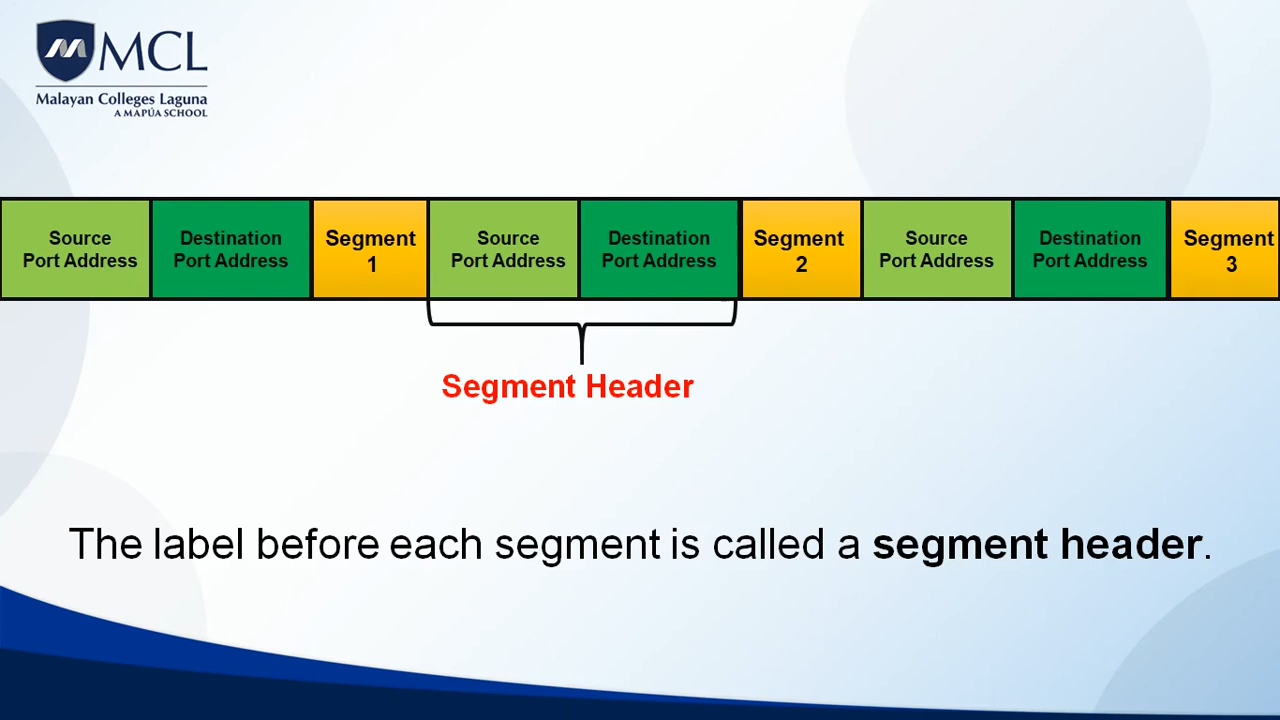 MCL
Malayan Colleges Laguna
A MAPÚA SCHOOL
Source
Port Address
Destination
Port Address
Segment
1
Source
Port Address
Destination
Port Address
Segment
2
Source
Port Address
Destination
Port Address
Segment
3
Segment Header
The label before each segment is called a segment header.